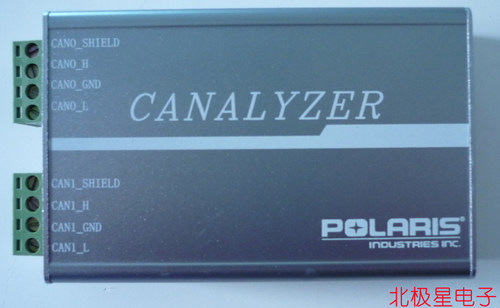 CAN0_SHIELD
CAN0_H
CAN0_GND
CAN0_L
CANALYZER
CAN1_SHIELD
CAN1_H
CAN1_GND
CAN1_L
POLARIS®
INDUSTRIES INC.
北极星电子